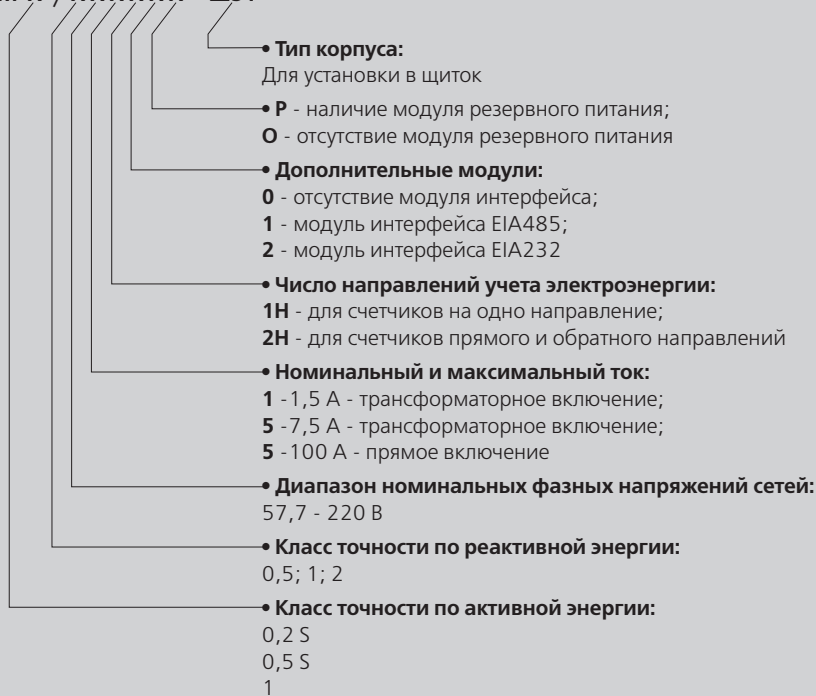 • Тип корпуса:
Для установки в щиток
• Р - наличие модуля резервного питания;
О - отсутствие модуля резервного питания
• Дополнительные модули:
0 - отсутствие модуля интерфейса;
1 - модуль интерфейса EIA485;
2 - модуль интерфейса EIA232
• Число направлений учета электроэнергии:
1Н - для счетчиков на одно направление;
2Н - для счетчиков прямого и обратного направлений
• Номинальный и максимальный ток:
1 -1,5 А - трансформаторное включение;
5 -7,5 А - трансформаторное включение;
5 -100 А - прямое включение
• Диапазон номинальных фазных напряжений сетей:
57,7 - 220 В
• Класс точности по реактивной энергии:
0,5; 1; 2
• Класс точности по активной энергии:
0,2 S
0,5 S
1